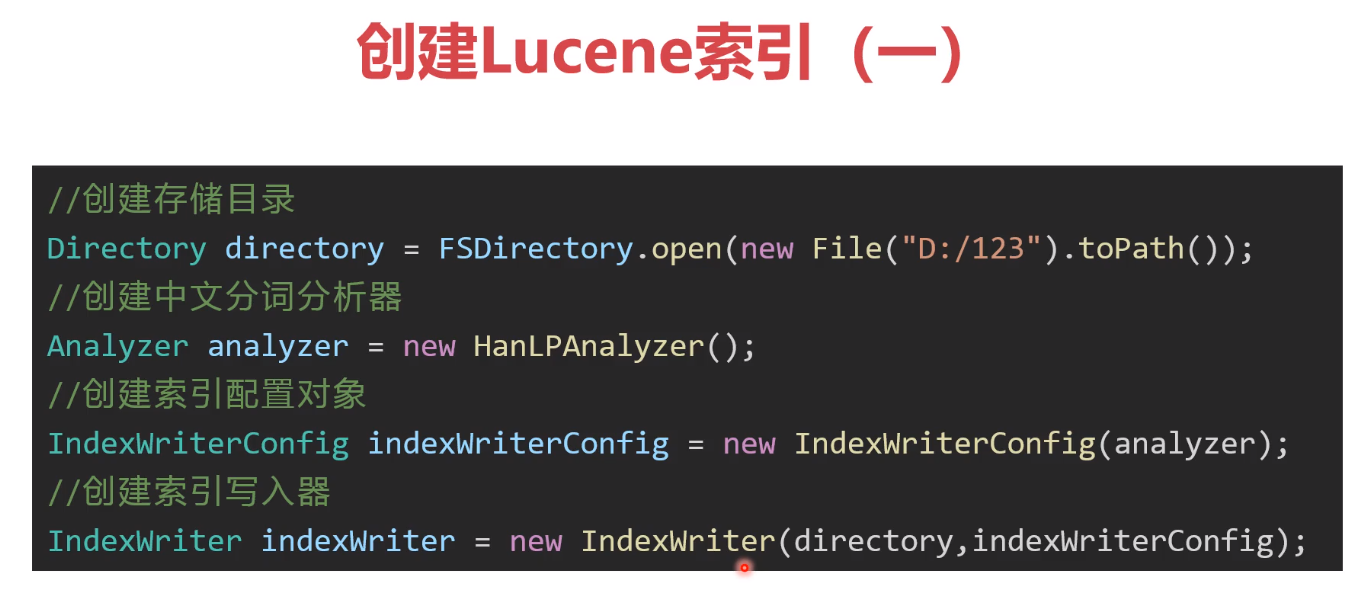 创建Lucene索引（一）
//创建存储目录
Directory directory = FSDirectory.open(new File("D:/123").toPath());
//创建中文分词分析器
Analyzer analyzer = new HanLPAnalyzer();
//创建索引配置对象
IndexWriterConfig indexWriterConfig = new IndexWriterConfig(analyzer);
//创建索引写入器
IndexWriter indexWriter = new IndexWriter(directory,indexWriterConfig);